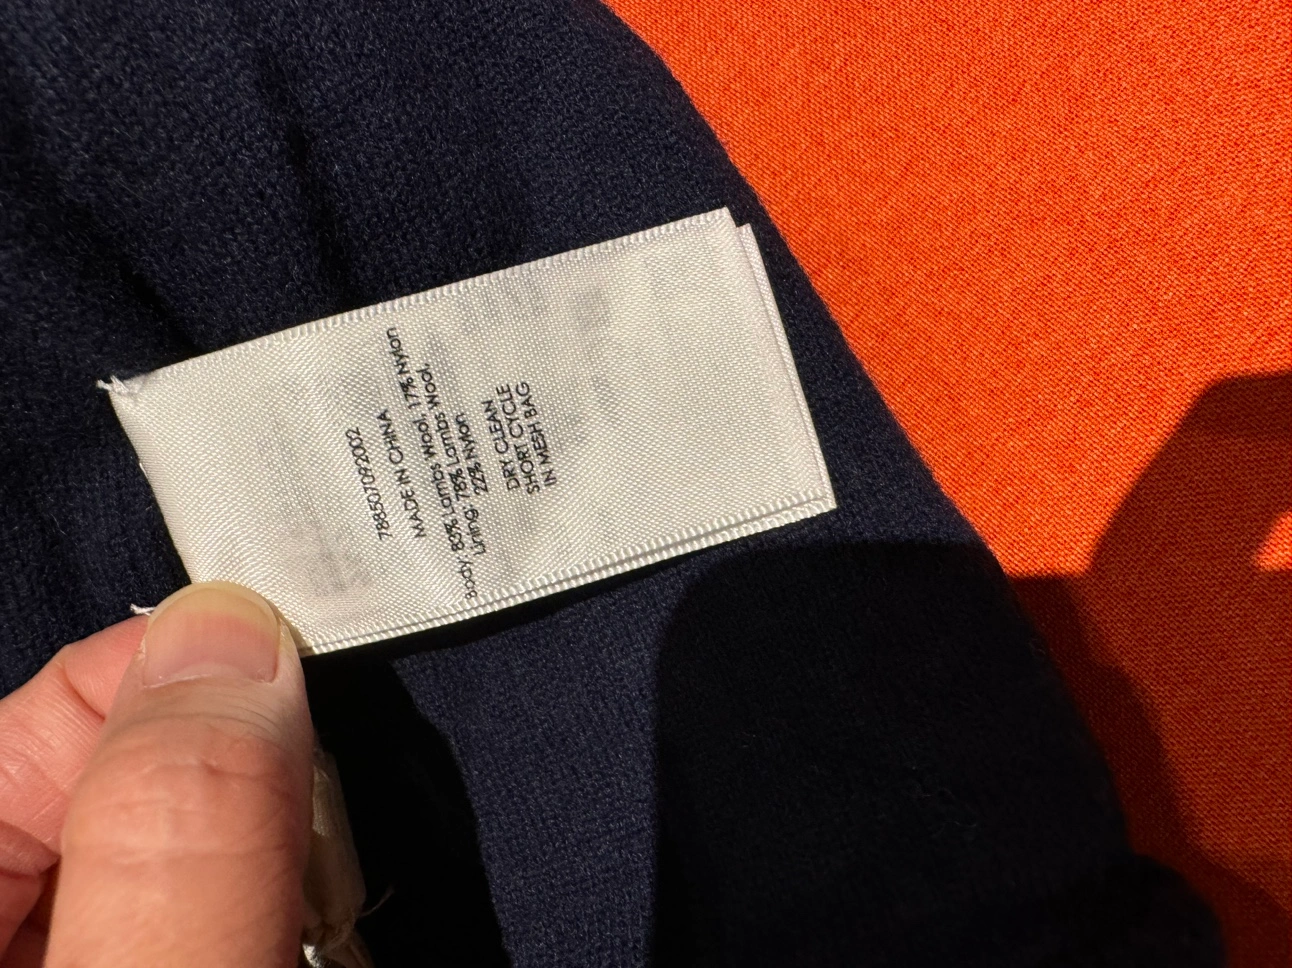 788507092002
MADE IN CHINA
Body 83% Lambs Wool, 17% Nylon
Lining 78% Lambs Wool,
22% Nylon
DRY CLEAN
SHORT CYCLE
IN MESH BAG